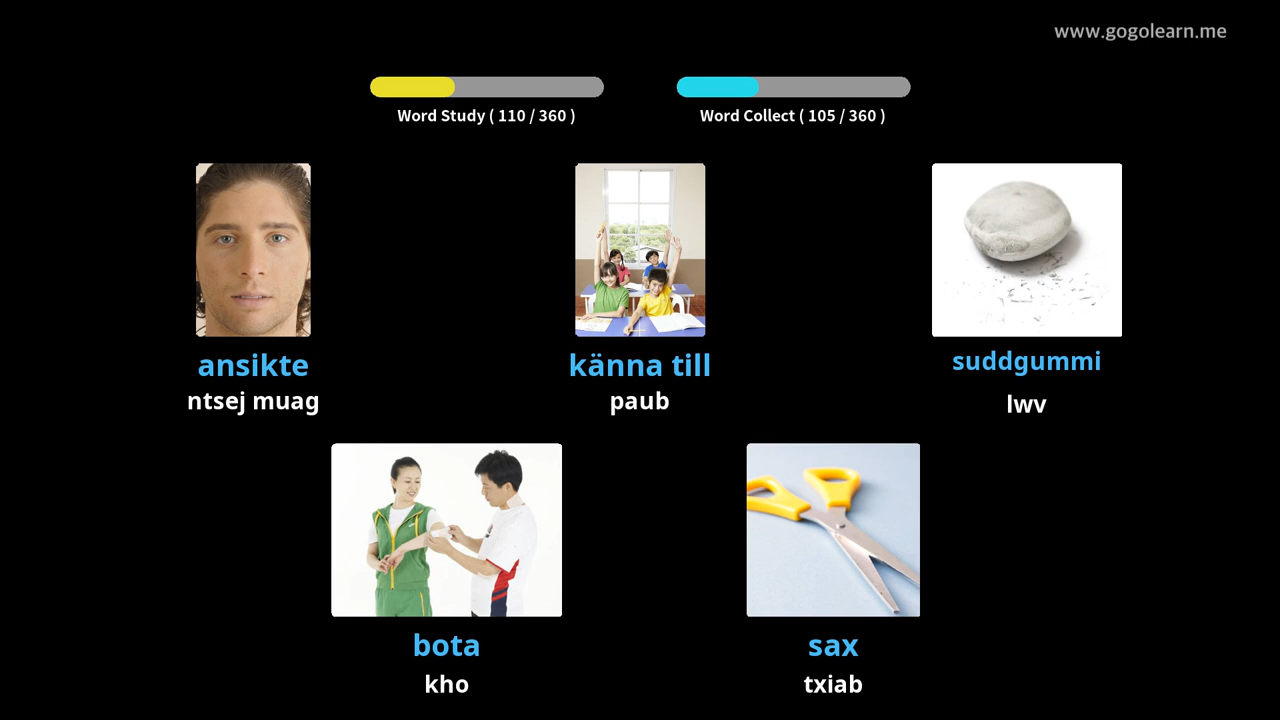 www.gogolearn.me
Word Study ( 110 / 360 )
Word Collect ( 105 / 360 )
ansikte
ntsej muag
känna till
paub
suddgummi
lwv
bota
kho
sax
txiab